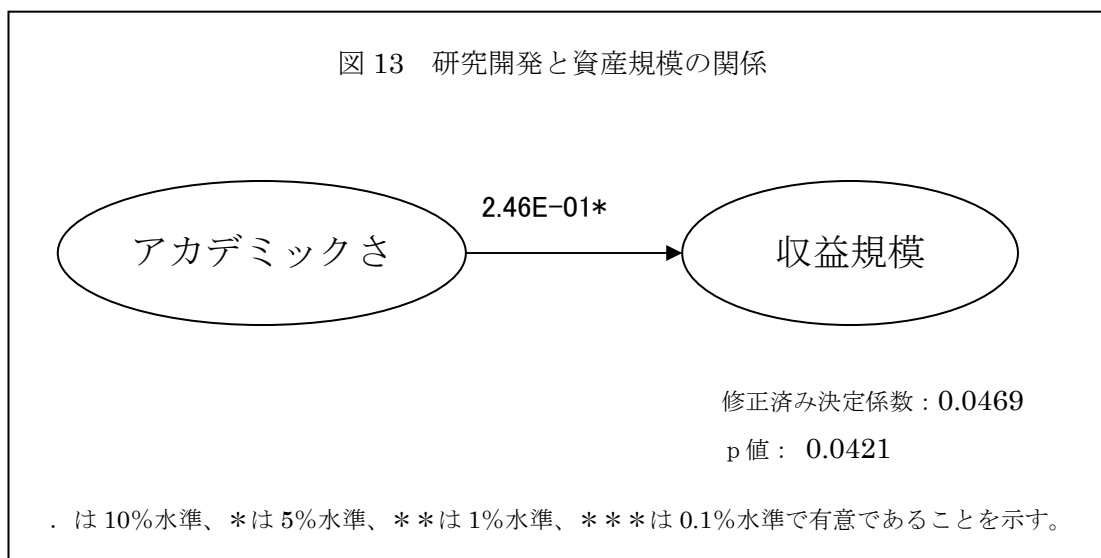 図 13　研究開発と資産規模の関係
2.46E-01*
アカデミックさ
収益規模
修正済み決定係数：0.0469
ｐ値： 0.0421
．は 10%水準、＊は 5%水準、＊＊は 1%水準、＊＊＊は 0.1%水準で有意であることを示す。